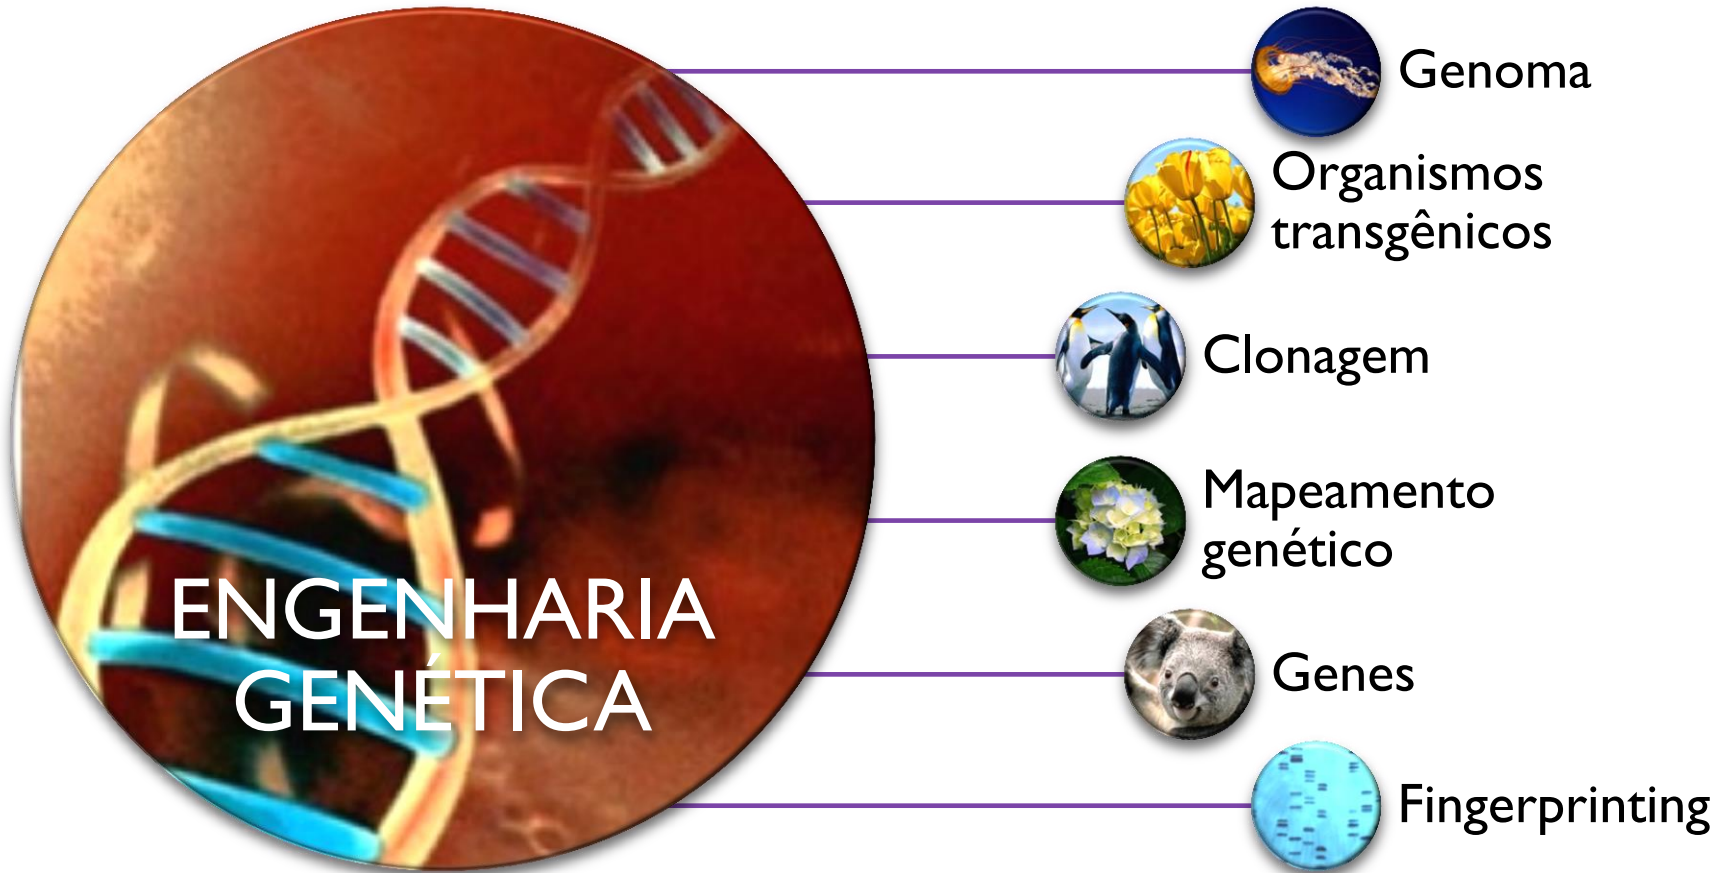 ENGENHARIA
GENÉTICA
Genoma
Organismos
transgênicos
Clonagem
Mapeamento
genético
Genes
Fingerprinting